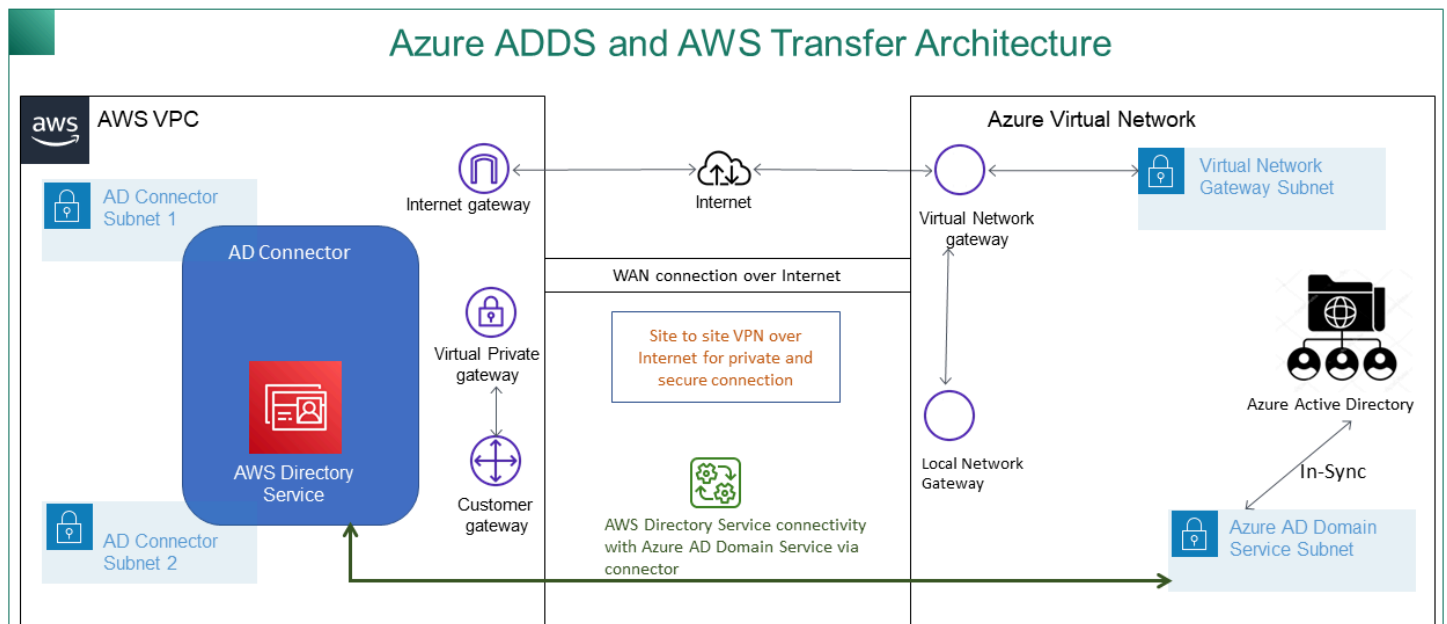 Azure ADDS and AWS Transfer Architecture
aws
AWS VPC
Azure Virtual Network
AD Connector
Subnet 1
Internet gateway
Internet
Virtual Network
gateway
Virtual Network
Gateway Subnet
AD Connector
WAN connection over Internet
Virtual Private
gateway
Site to site VPN over
Internet for private and
secure connection
Azure Active Directory
AWS Directory
Service
Customer
gateway
Local Network
Gateway
In-Sync
AD Connector
Subnet 2
AWS Directory Service connectivity
with Azure AD Domain Service via
connector
Azure AD Domain
Service Subnet